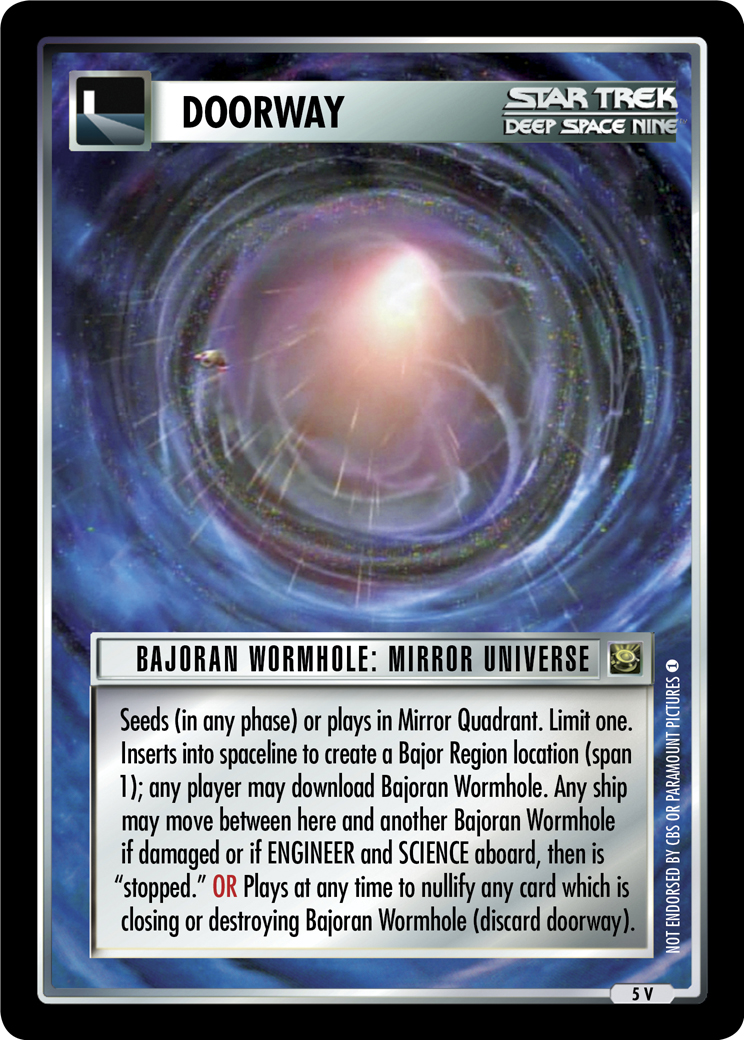 DOORWAY
STAR TREK
DEEP SPACE NINE™
BAJORAN WORMHOLE: MIRROR UNIVERSE
Seeds (in any phase) or plays in Mirror Quadrant. Limit one.
Inserts into spaceline to create a Bajor Region location (span
1); any player may download Bajoran Wormhole. Any ship
may move between here and another Bajoran Wormhole
if damaged or if ENGINEER and SCIENCE aboard, then is
“stopped.” OR Plays at any time to nullify any card which is
closing or destroying Bajoran Wormhole (discard doorway).
NOT ENDORSED BY CBS OR PARAMOUNT PICTURES 1
5 V